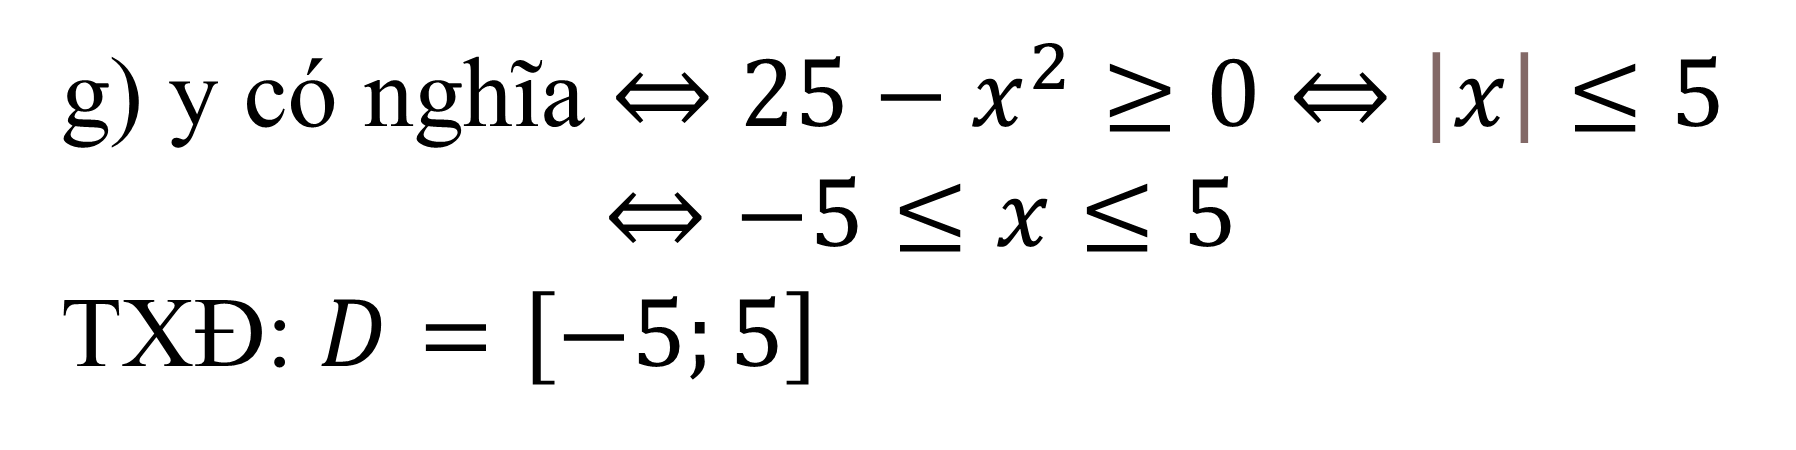 g) y có nghĩa ⟺ 25 − x² ≥ 0 ⟺ |x| ≤ 5
⟺ −5 ≤ x ≤ 5
TXĐ: D = [−5; 5]